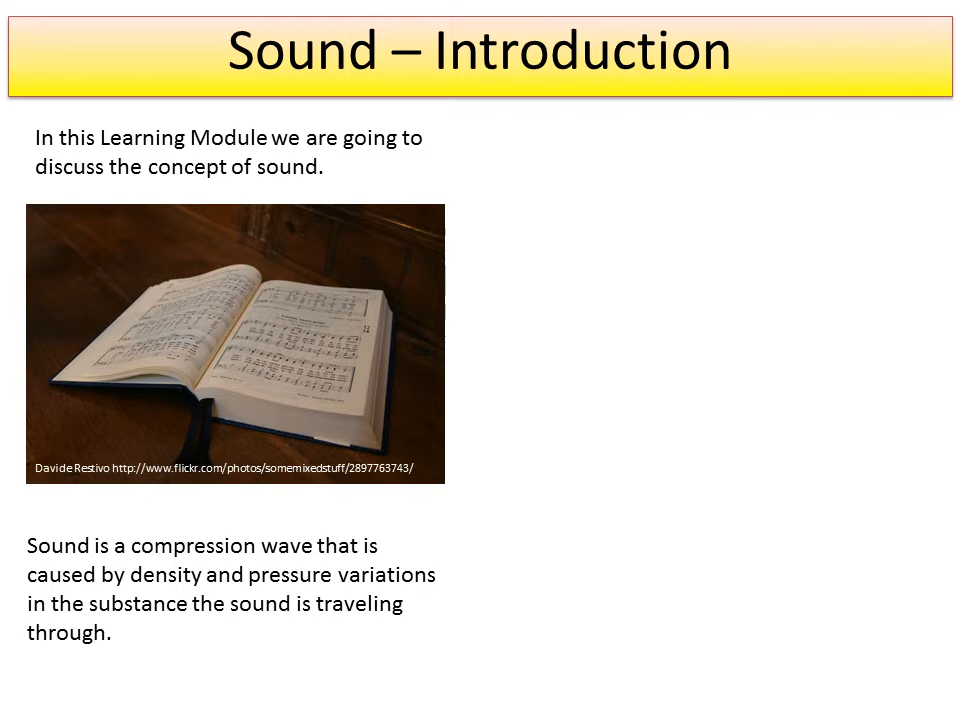 Sound – Introduction
In this Learning Module we are going to
discuss the concept of sound.
Davide Restivo http://www.flickr.com/photos/somemixedstuff/2897763743/
Sound is a compression wave that is
caused by density and pressure variations
in the substance the sound is traveling
through.